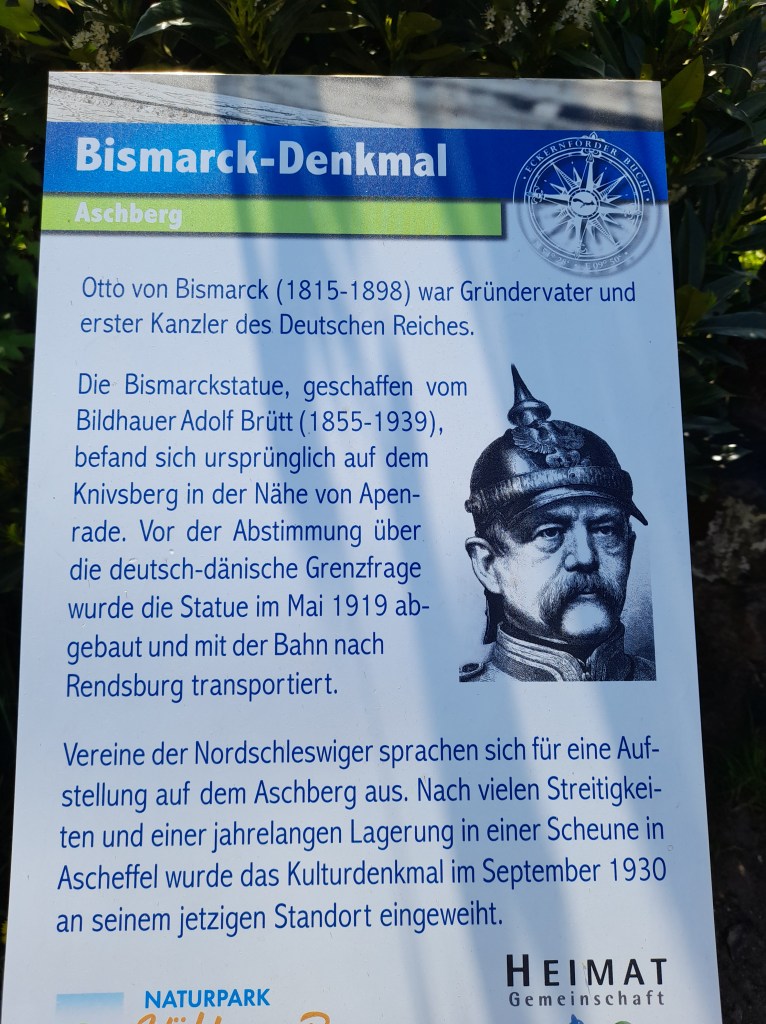 Bismarck-Denkmal
Aschberg
ECKERNFÖRDER BUCHT
Otto von Bismarck (1815-1898) war Gründervater und
erster Kanzler des Deutschen Reiches.
Die Bismarckstatue, geschaffen vom
Bildhauer Adolf Brütt (1855-1939),
befand sich ursprünglich auf dem
Knivsberg in der Nähe von Apen-
rade. Vor der Abstimmung über
die deutsch-dänische Grenzfrage
wurde die Statue im Mai 1919 ab-
gebaut und mit der Bahn nach
Rendsburg transportiert.
Vereine der Nordschleswiger sprachen sich für eine Auf-
stellung auf dem Aschberg aus. Nach vielen Streitigkei-
ten und einer jahrelangen Lagerung in einer Scheune in
Ascheffel wurde das Kulturdenkmal im September 1930
an seinem jetzigen Standort eingeweiht.
NATURPARK
HEIMAT
Gemeinschaft